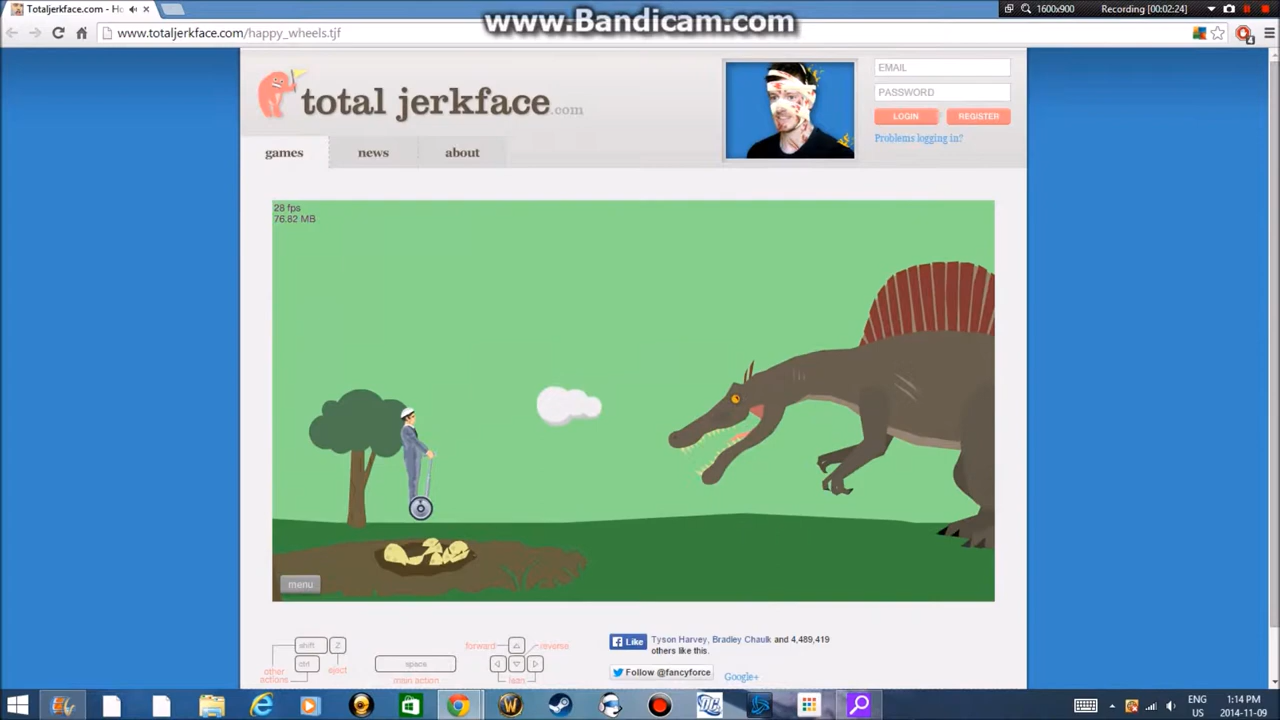 Totaljerkface.com - Ho
www.Bandicam.com
1600x900
Recording [00:02:24]
www.totaljerkface.com/happy_wheels.tjf
4
total jerkface.com
EMAIL
PASSWORD
LOGIN
REGISTER
Problems logging in?
games
news
about
28 fps
76.82 MB
menu
shift
Z
ctrl
other
actions
eject
space
main action
forward
reverse
lean
Like
Tyson Harvey, Bradley Chaulk and 4,489,419
others like this.
Follow @fancyforce
Google+
ENG
US
1:14 PM
2014-11-09